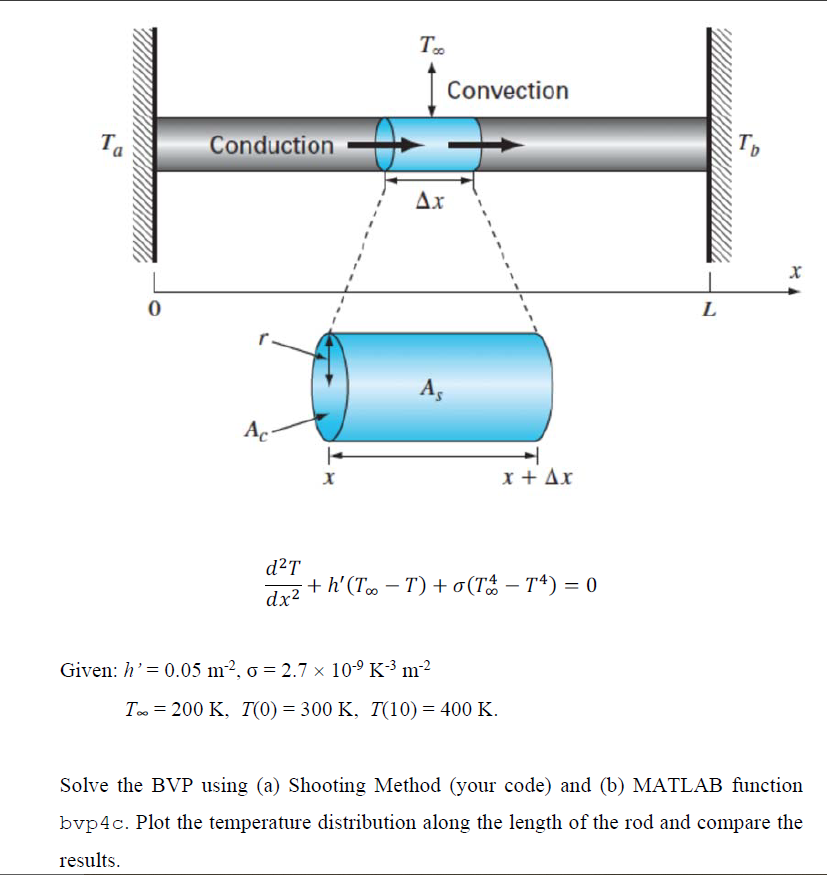 T∞
Convection
Tₐ
Conduction
T_b
Δx
x
0
L
r
Aₛ
A_c
x
x + Δx
d²T/dx² + h′(T∞ − T) + σ(T∞⁴ − T⁴) = 0
Given: h’ = 0.05 m⁻², σ = 2.7 × 10⁻⁹ K⁻³ m⁻²
T∞ = 200 K, T(0) = 300 K, T(10) = 400 K.
Solve the BVP using (a) Shooting Method (your code) and (b) MATLAB function
bvp4c. Plot the temperature distribution along the length of the rod and compare the
results.